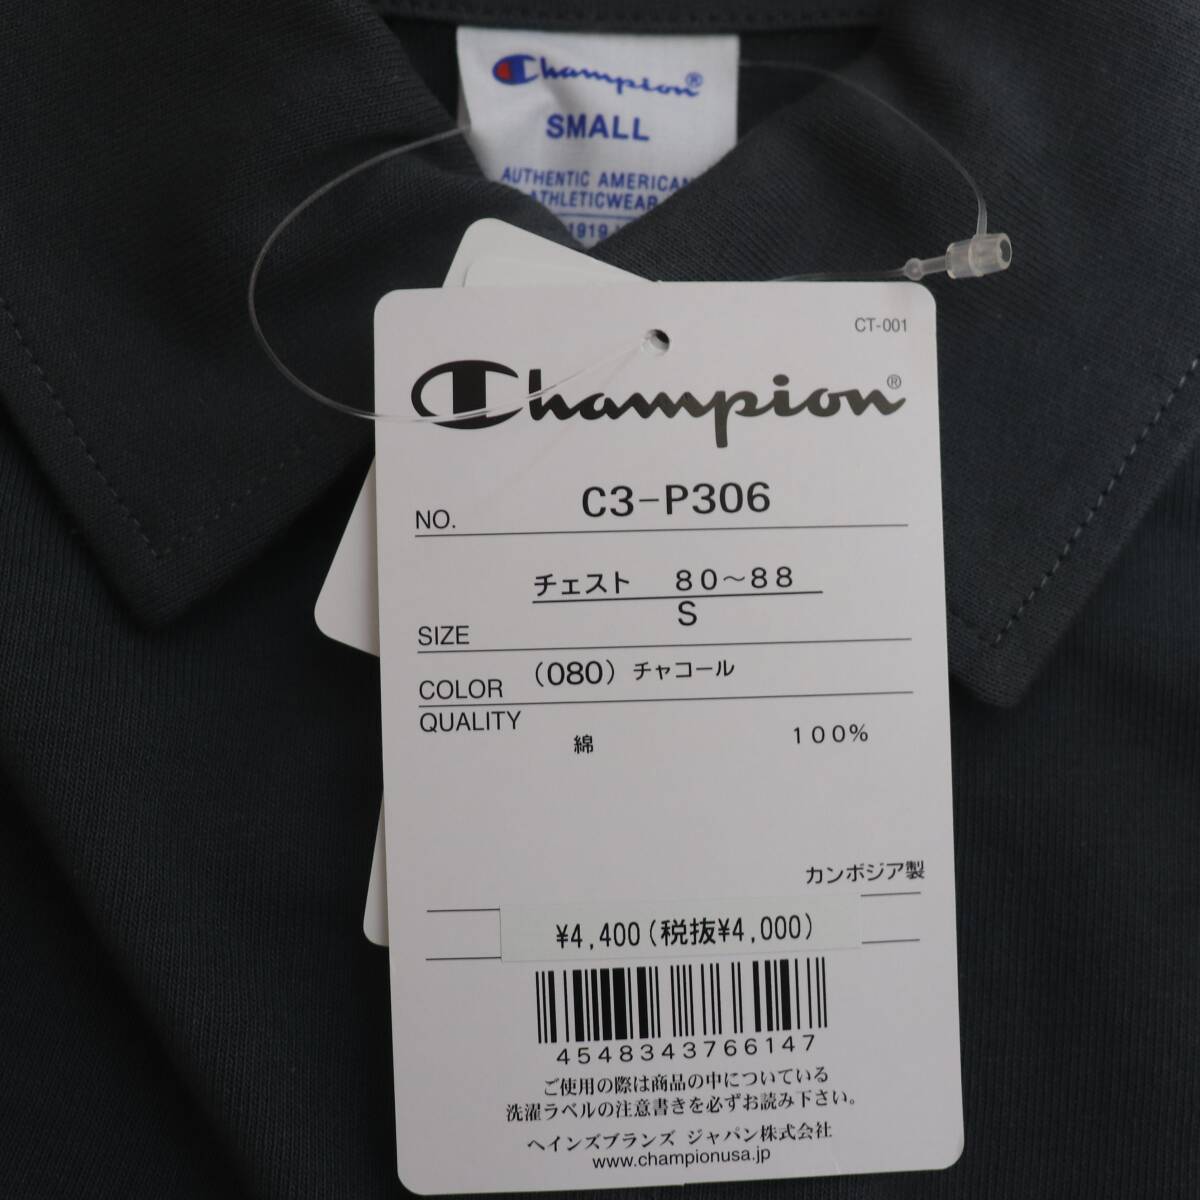 Champion®
SMALL
AUTHENTIC AMERICAN
ATHLETICWEAR
1919
CT-001
Champion®
NO. C3-P306
チェスト 80~88
SIZE S
COLOR (080) チャコール
QUALITY
綿 100%
カンボジア製
¥4,400(税抜¥4,000)
4548343766147
ご使用の際は商品の中についている
洗濯ラベルの注意書きを必ずお読み下さい。
ヘインズブランズ ジャパン株式会社
www.championusa.jp